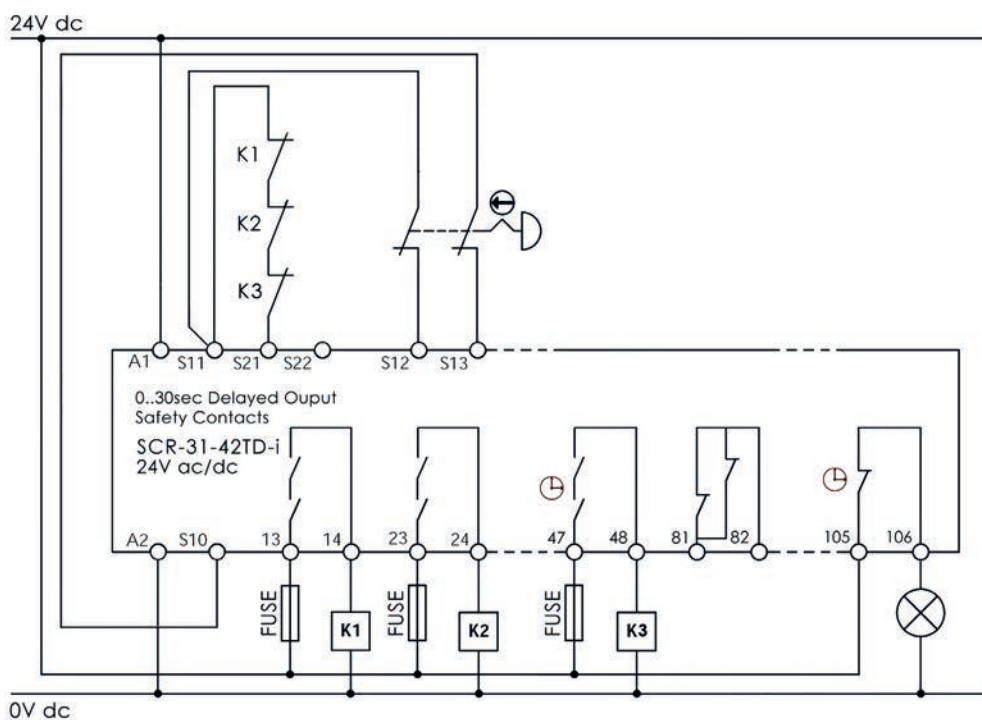 24V dc
K1
K2
K3
A1 S11 S21 S22 S12 S13
0..30sec Delayed Ouput
Safety Contacts
SCR-31-42TD-i
24V ac/dc
A2 S10 13 14 23 24 47 48 81 82 105 106
FUSE K1 FUSE K2 FUSE K3
0V dc